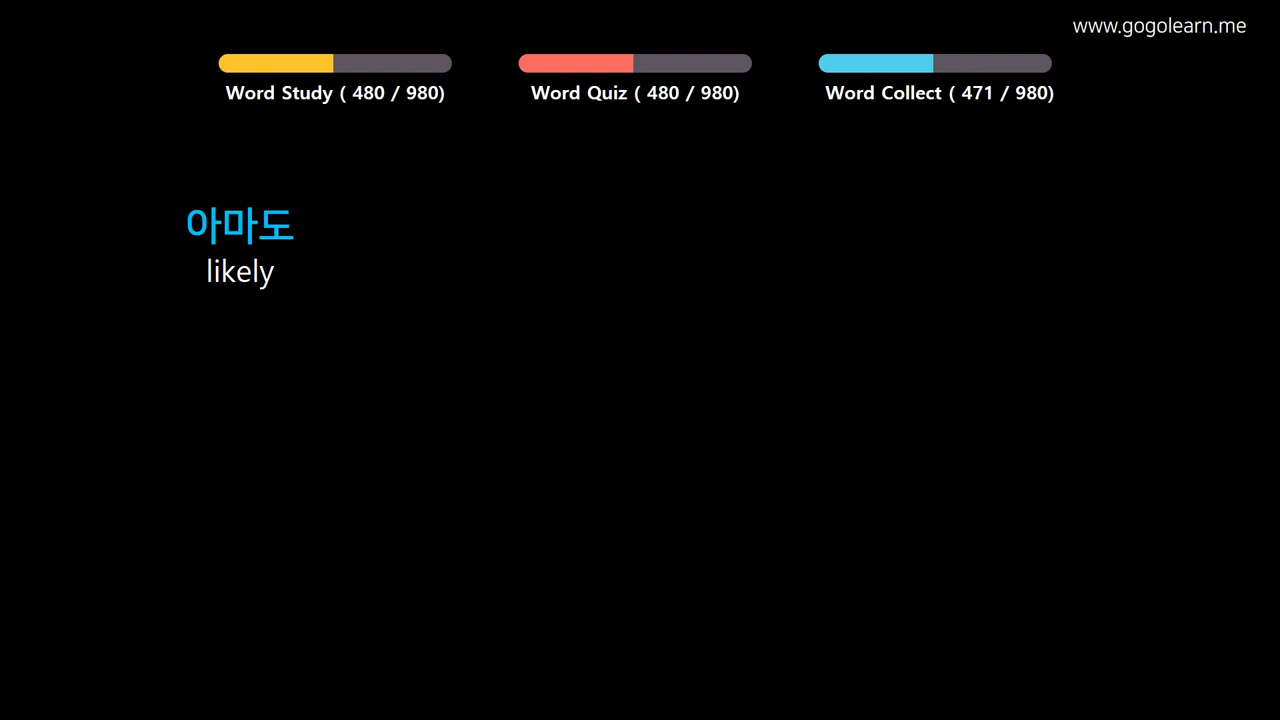 www.gogolearn.me
Word Study ( 480 / 980)
Word Quiz ( 480 / 980)
Word Collect ( 471 / 980)
아마도
likely